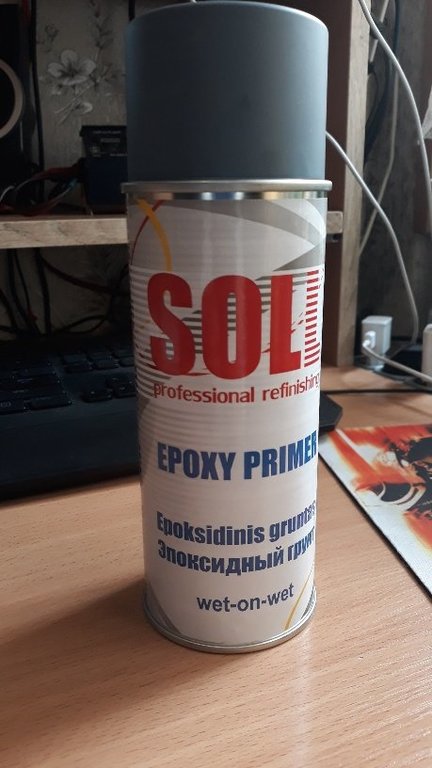 SOL
professional refinishing
EPOXY PRIMER
Epoksidinis gruntas
Эпоксидный грунт
wet-on-wet